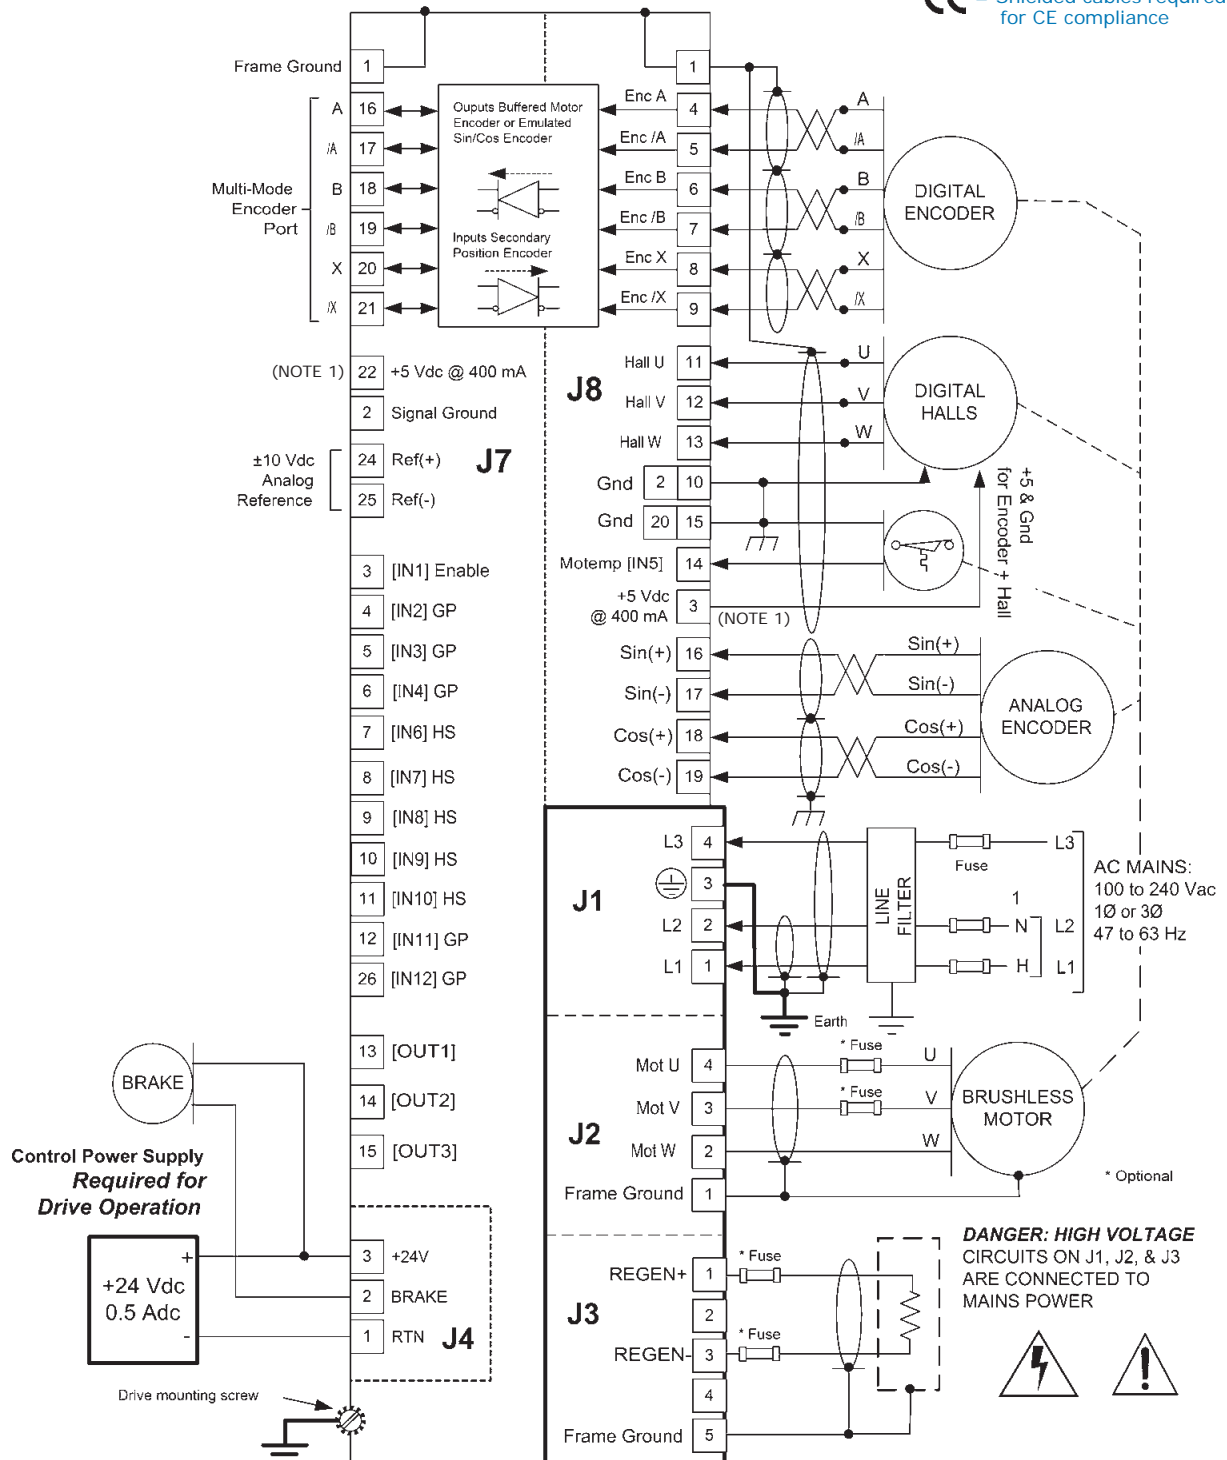 CE – Shielded cables required
for CE compliance
Frame Ground 1
1
Multi-Mode
Encoder
Port
A 16
/A 17
B 18
/B 19
X 20
/X 21
Ouputs Buffered Motor
Encoder or Emulated
Sin/Cos Encoder
Inputs Secondary
Position Encoder
Enc A 4 A
Enc /A 5 /A
Enc B 6 B
Enc /B 7 /B
Enc X 8 X
Enc /X 9 /X
DIGITAL
ENCODER
(NOTE 1) 22 +5 Vdc @ 400 mA
2 Signal Ground
±10 Vdc
Analog
Reference
24 Ref(+)
25 Ref(-)
J7
3 [IN1] Enable
4 [IN2] GP
5 [IN3] GP
6 [IN4] GP
7 [IN6] HS
8 [IN7] HS
9 [IN8] HS
10 [IN9] HS
11 [IN10] HS
12 [IN11] GP
26 [IN12] GP
13 [OUT1]
14 [OUT2]
15 [OUT3]
J8
Hall U 11 U
Hall V 12 V
Hall W 13 W
DIGITAL
HALLS
Gnd 2 10
Gnd 20 15
Motemp [IN5] 14
+5 Vdc
@ 400 mA 3 (NOTE 1)
+5 & Gnd
for Encoder + Hall
Sin(+) 16 Sin(+)
Sin(-) 17 Sin(-)
Cos(+) 18 Cos(+)
Cos(-) 19 Cos(-)
ANALOG
ENCODER
J1
L3 4
3
L2 2
L1 1
LINE
FILTER
Fuse
L3
1
N L2
H L1
AC MAINS:
100 to 240 Vac
1Ø or 3Ø
47 to 63 Hz
Earth
J2
Mot U 4 * Fuse U
Mot V 3 * Fuse V
Mot W 2 W
Frame Ground 1
BRUSHLESS
MOTOR
* Optional
BRAKE
Control Power Supply
Required for
Drive Operation
+
+24 Vdc
0.5 Adc
-
3 +24V
2 BRAKE
1 RTN
J4
Drive mounting screw
J3
REGEN+ 1 * Fuse
2
REGEN- 3 * Fuse
4
Frame Ground 5
DANGER: HIGH VOLTAGE
CIRCUITS ON J1, J2, & J3
ARE CONNECTED TO
MAINS POWER